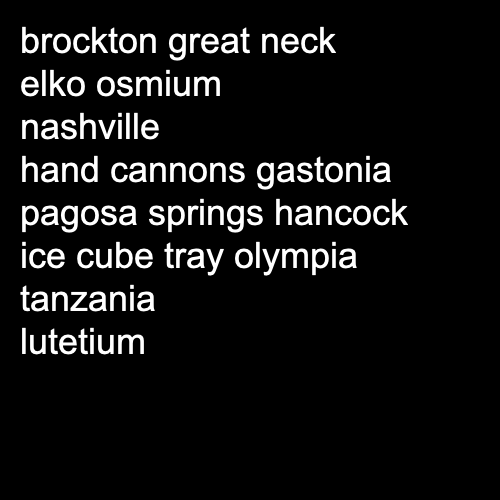 brockton great neck
elko osmium
nashville
hand cannons gastonia
pagosa springs hancock
ice cube tray olympia
tanzania
lutetium